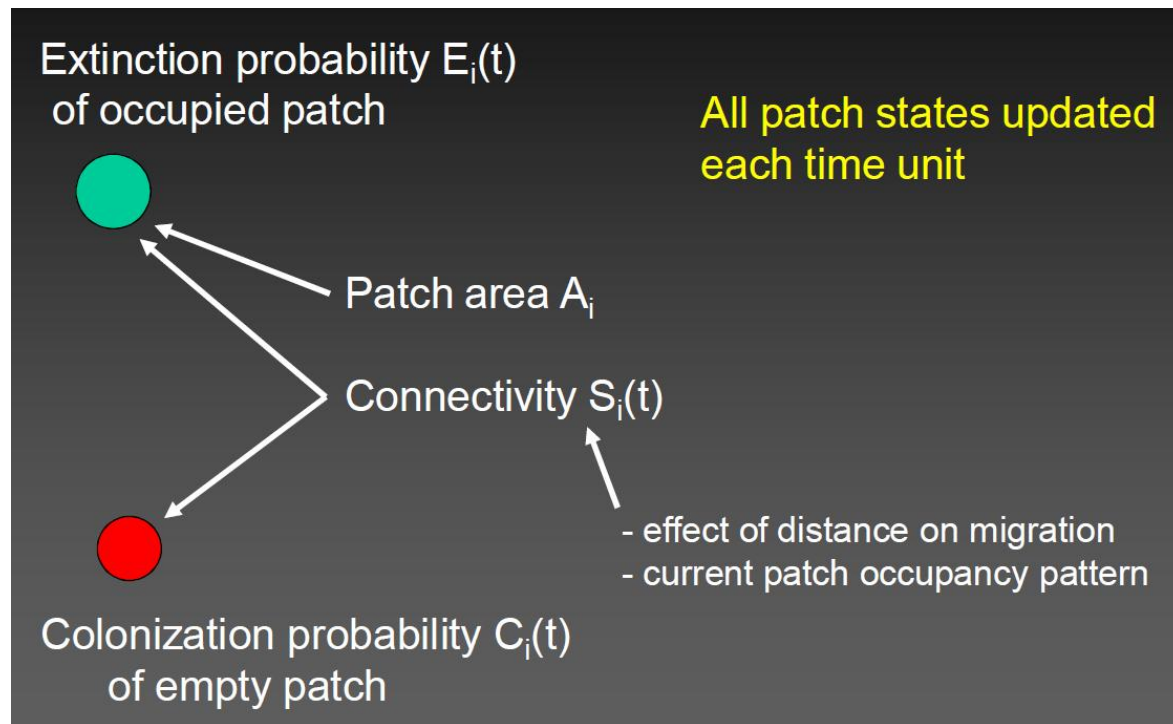 Extinction probability Ei(t)
of occupied patch
All patch states updated
each time unit
Patch area Ai
Connectivity Si(t)
- effect of distance on migration
- current patch occupancy pattern
Colonization probability Ci(t)
of empty patch